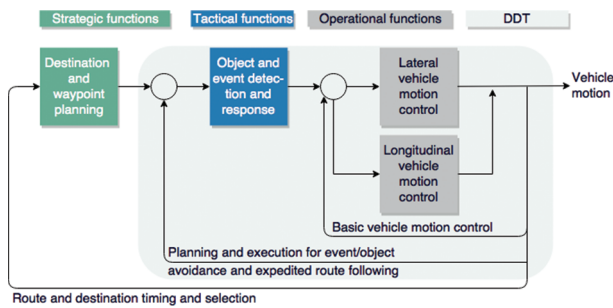 Strategic functions
Tactical functions
Operational functions
DDT
Destination
and
waypoint
planning
Object and
event detec-
tion and
response
Lateral
vehicle
motion
control
Vehicle
motion
Longitudinal
vehicle
motion
control
Basic vehicle motion control
Planning and execution for event/object
avoidance and expedited route following
Route and destination timing and selection